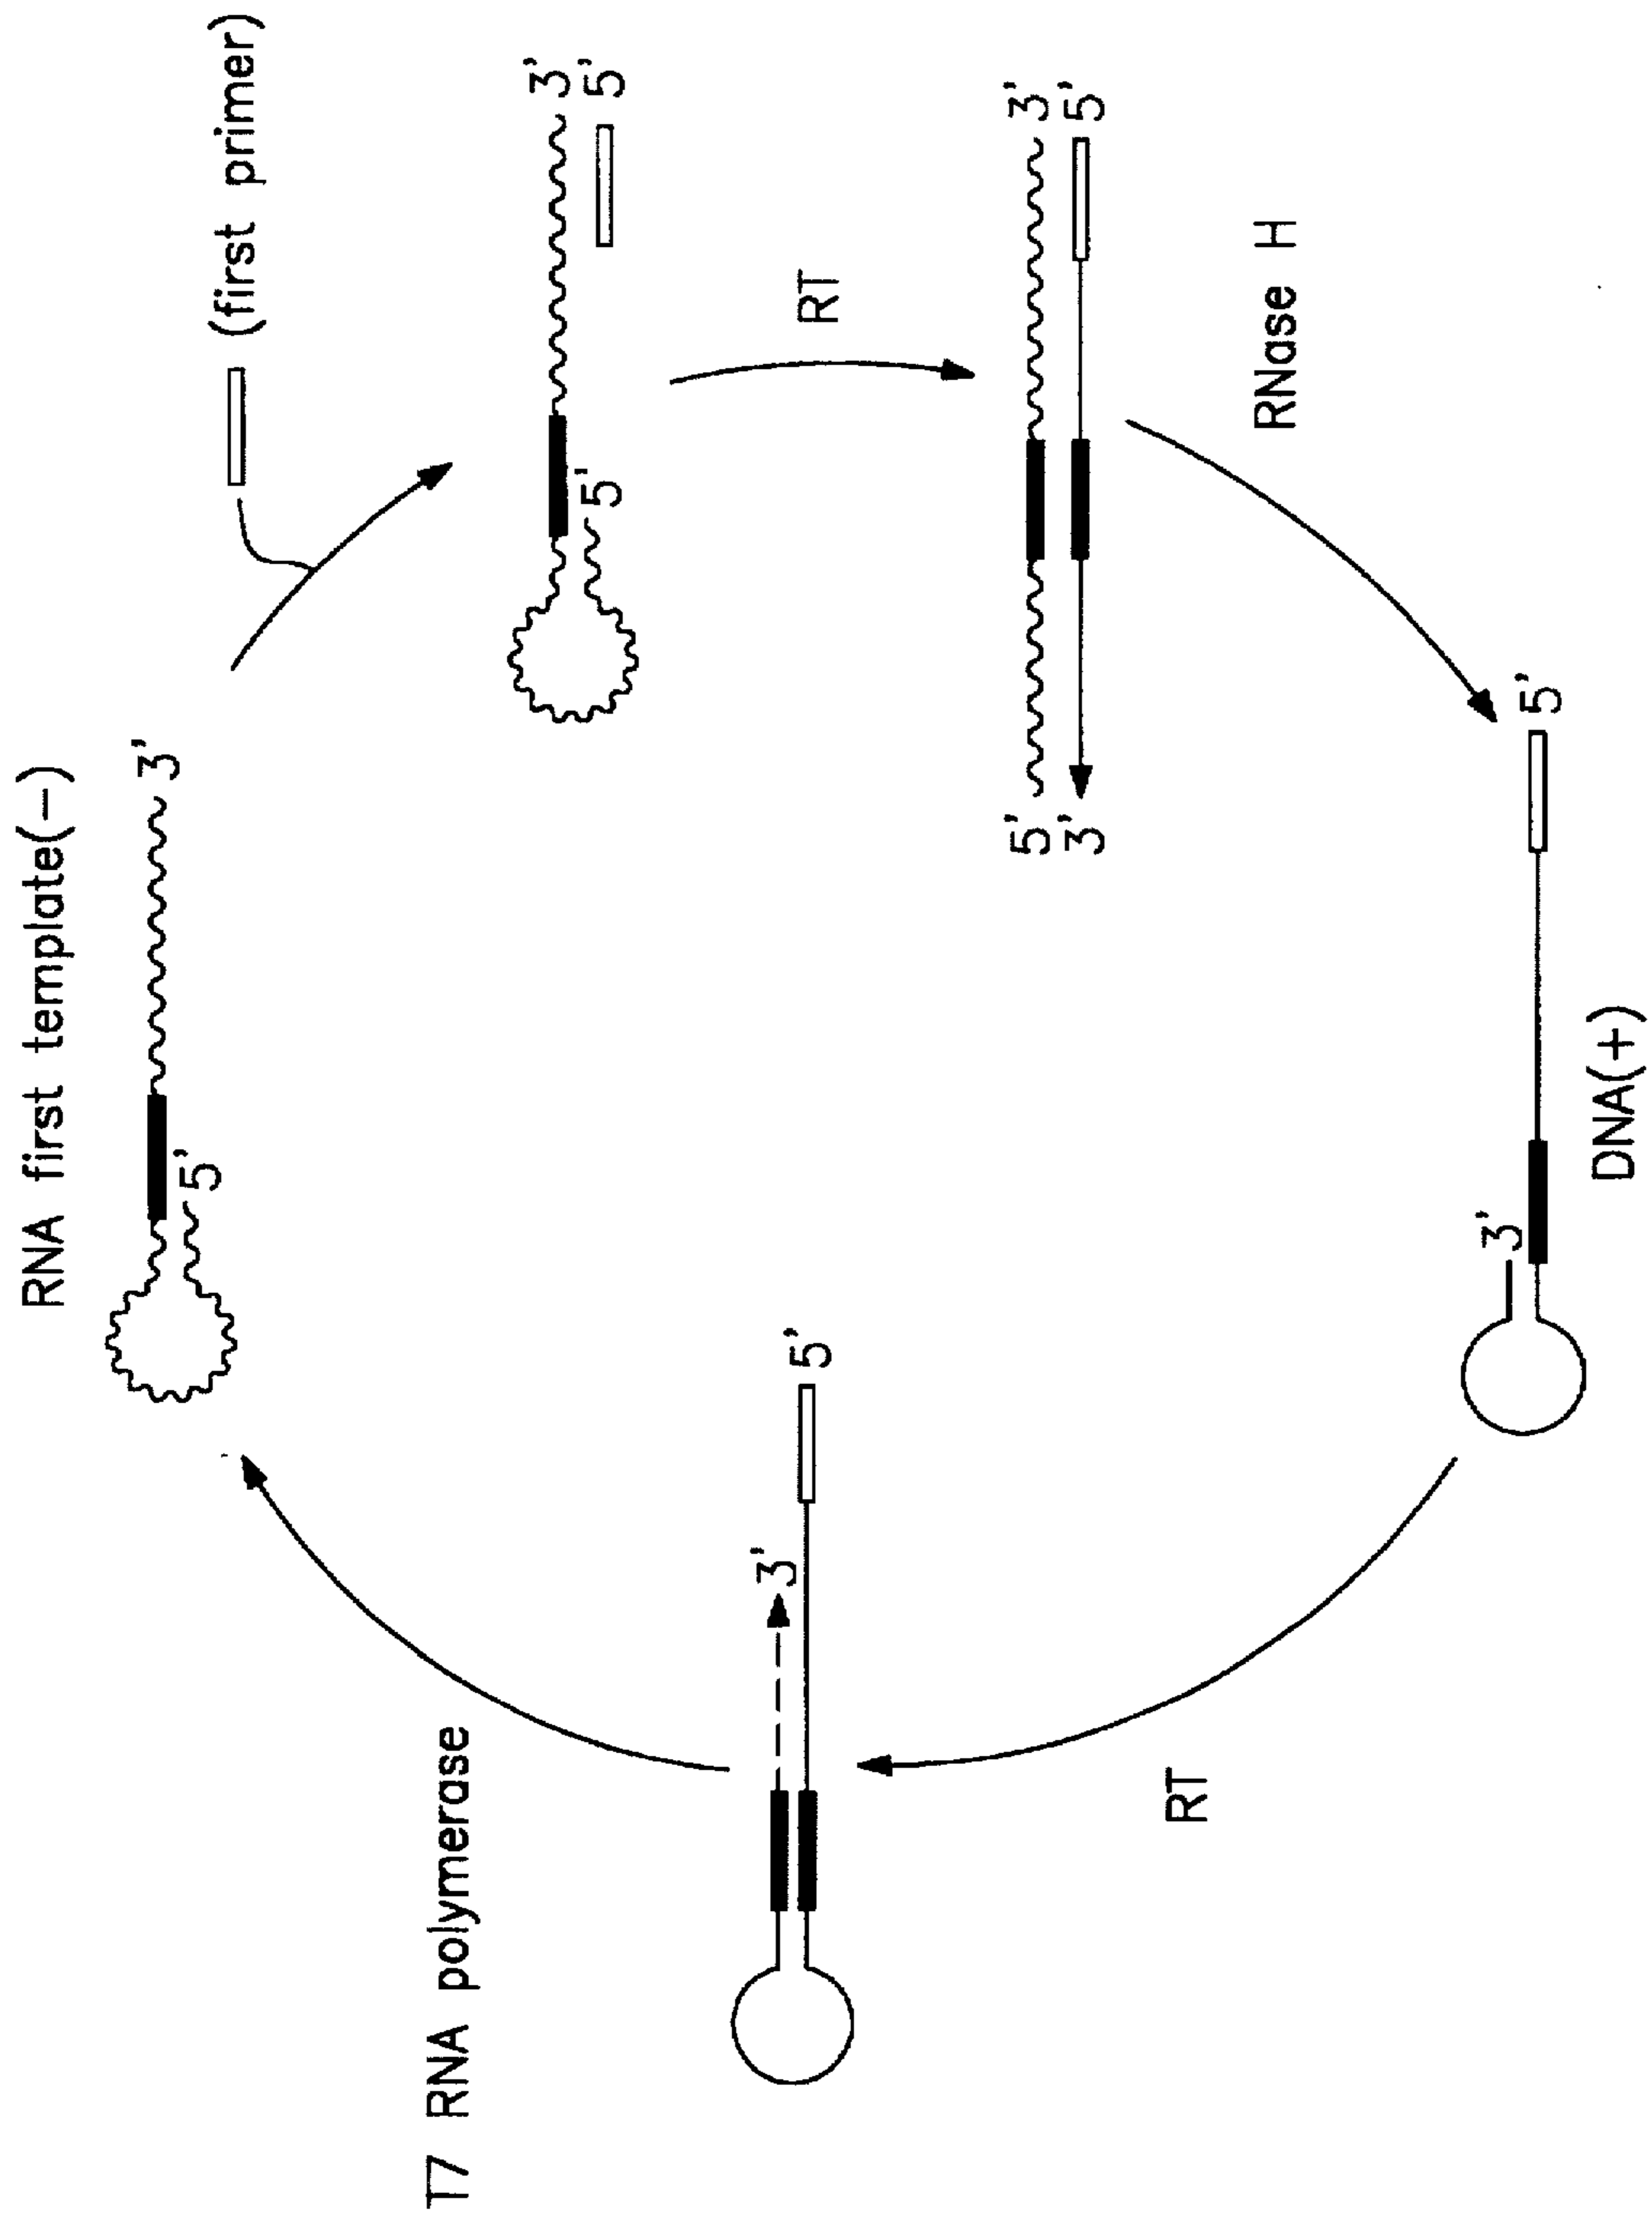 RNA first template(−)
3'
5'
(first primer)
3'
5'
5'
RT
5'
3'
3'
5'
RNase H
5'
3'
DNA(+)
RT
3'
5'
T7 RNA polymerase